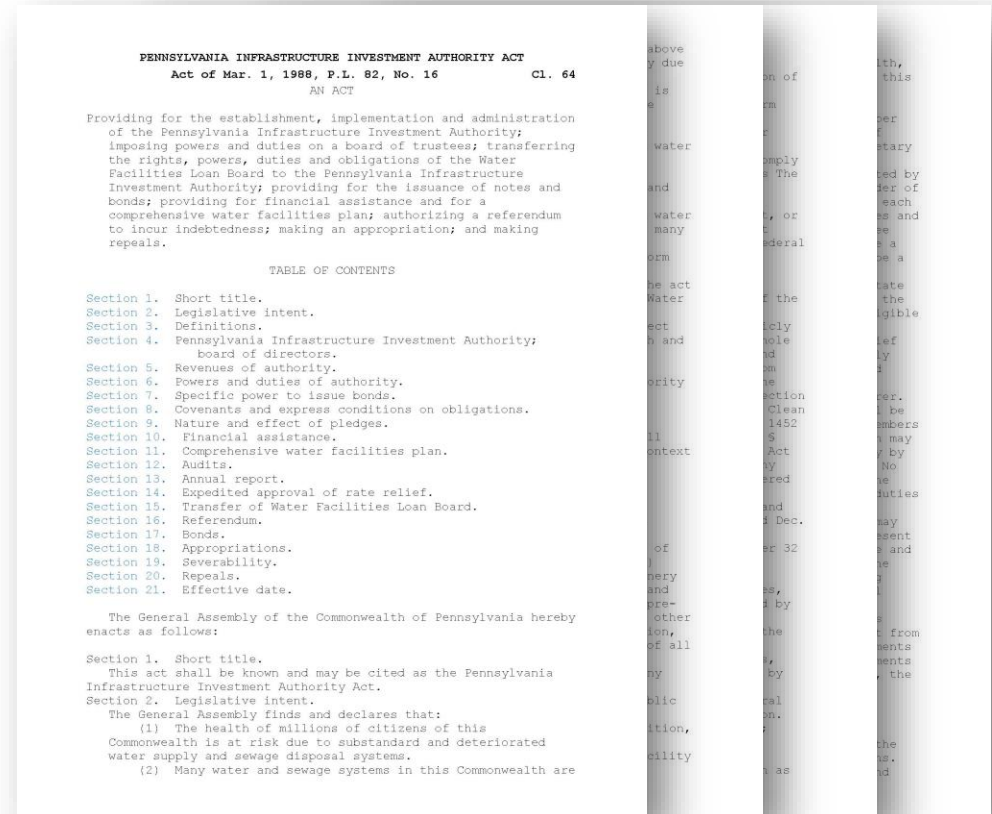 PENNSYLVANIA INFRASTRUCTURE INVESTMENT AUTHORITY ACT
Act of Mar. 1, 1988, P.L. 82, No. 16 Cl. 64
AN ACT
Providing for the establishment, implementation and administration
of the Pennsylvania Infrastructure Investment Authority;
imposing powers and duties on a board of trustees; transferring
the rights, powers, duties and obligations of the Water
Facilities Loan Board to the Pennsylvania Infrastructure
Investment Authority; providing for the issuance of notes and
bonds; providing for financial assistance and for a
comprehensive water facilities plan; authorizing a referendum
to incur indebtedness; making an appropriation; and making
repeals.
TABLE OF CONTENTS
Section 1. Short title.
Section 2. Legislative intent.
Section 3. Definitions.
Section 4. Pennsylvania Infrastructure Investment Authority;
board of directors.
Section 5. Revenues of authority.
Section 6. Powers and duties of authority.
Section 7. Specific power to issue bonds.
Section 8. Covenants and express conditions on obligations.
Section 9. Nature and effect of pledges.
Section 10. Financial assistance.
Section 11. Comprehensive water facilities plan.
Section 12. Audits.
Section 13. Annual report.
Section 14. Expedited approval of rate relief.
Section 15. Transfer of Water Facilities Loan Board.
Section 16. Referendum.
Section 17. Bonds.
Section 18. Appropriations.
Section 19. Severability.
Section 20. Repeals.
Section 21. Effective date.
The General Assembly of the Commonwealth of Pennsylvania hereby
enacts as follows:
Section 1. Short title.
This act shall be known and may be cited as the Pennsylvania
Infrastructure Investment Authority Act.
Section 2. Legislative intent.
The General Assembly finds and declares that:
(1) The health of millions of citizens of this
Commonwealth is at risk due to substandard and deteriorated
water supply and sewage disposal systems.
(2) Many water and sewage systems in this Commonwealth are